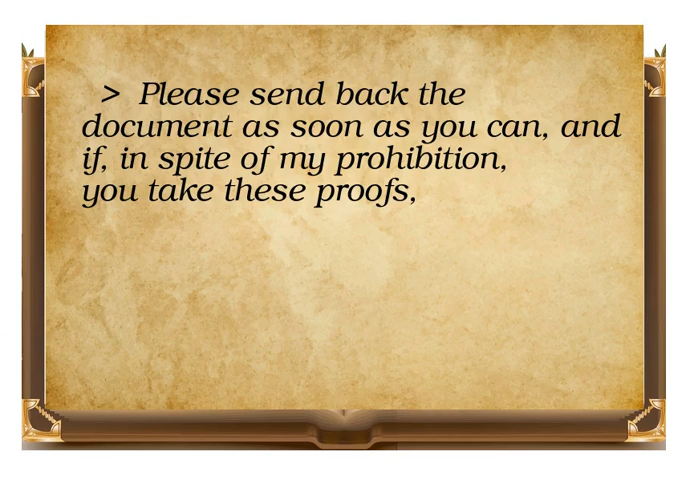 > Please send back the
document as soon as you can, and
if, in spite of my prohibition,
you take these proofs,